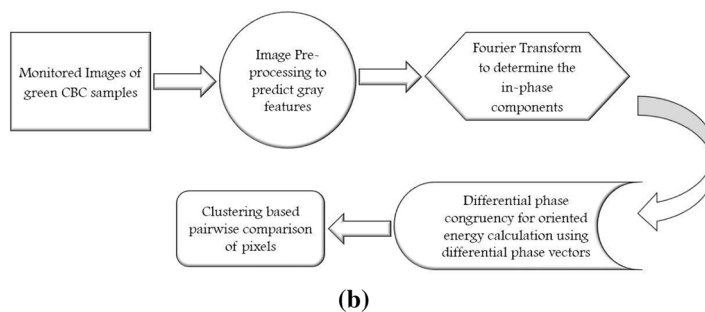 Monitored Images of
green CBC samples
Image Pre-
processing to
predict gray
features
Fourier Transform
to determine the
in-phase
components
Differential phase
congruency for oriented
energy calculation using
differential phase vectors
Clustering based
pairwise comparison
of pixels
(b)